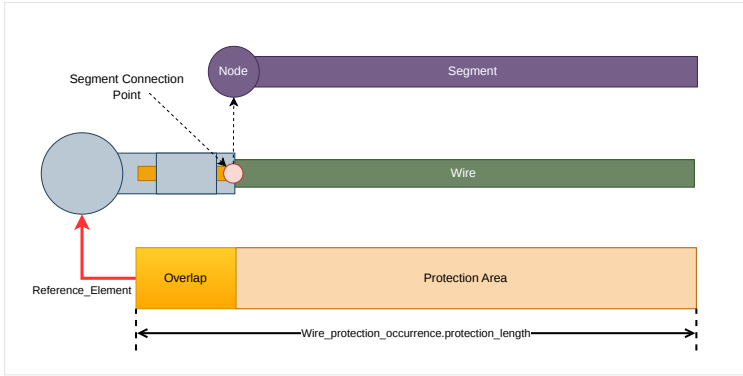 Node
Segment
Segment Connection
Point
Wire
Overlap
Protection Area
Reference_Element
Wire_protection_occurrence.protection_length